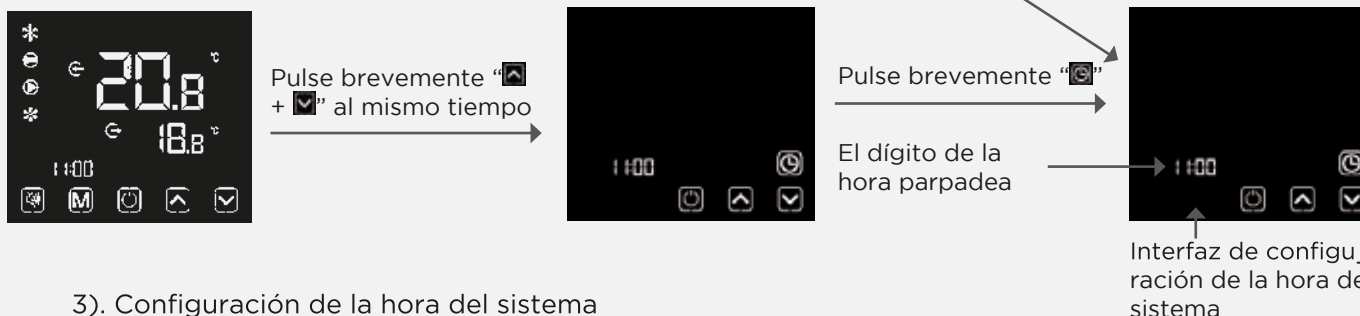 20.8 °C
18.8 °C
11:00
M
Pulse brevemente “
+ ” al mismo tiempo
11:00
Pulse brevemente “ ”
El dígito de la
hora parpadea
11:00
Interfaz de configu_
ración de la hora de
sistema
3). Configuración de la hora del sistema